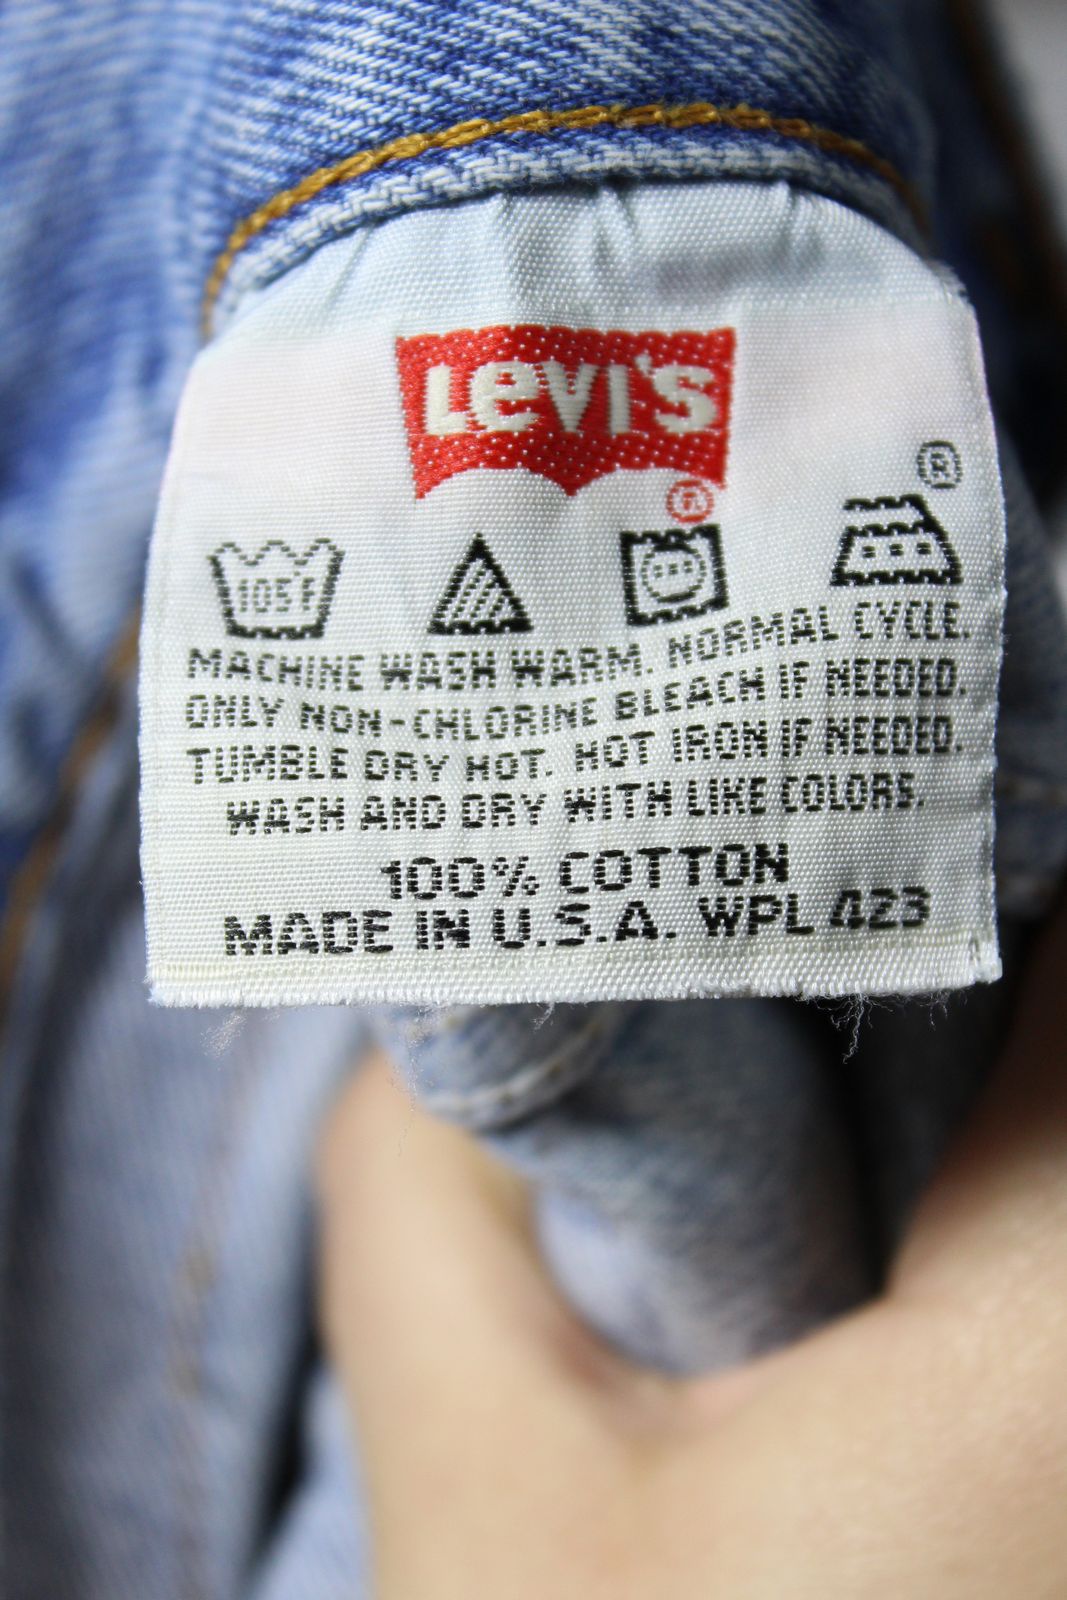 Levi's
®
®
105F
MACHINE WASH WARM. NORMAL CYCLE.
ONLY NON-CHLORINE BLEACH IF NEEDED.
TUMBLE DRY HOT. HOT IRON IF NEEDED.
WASH AND DRY WITH LIKE COLORS.
100% COTTON
MADE IN U.S.A. WPL 423